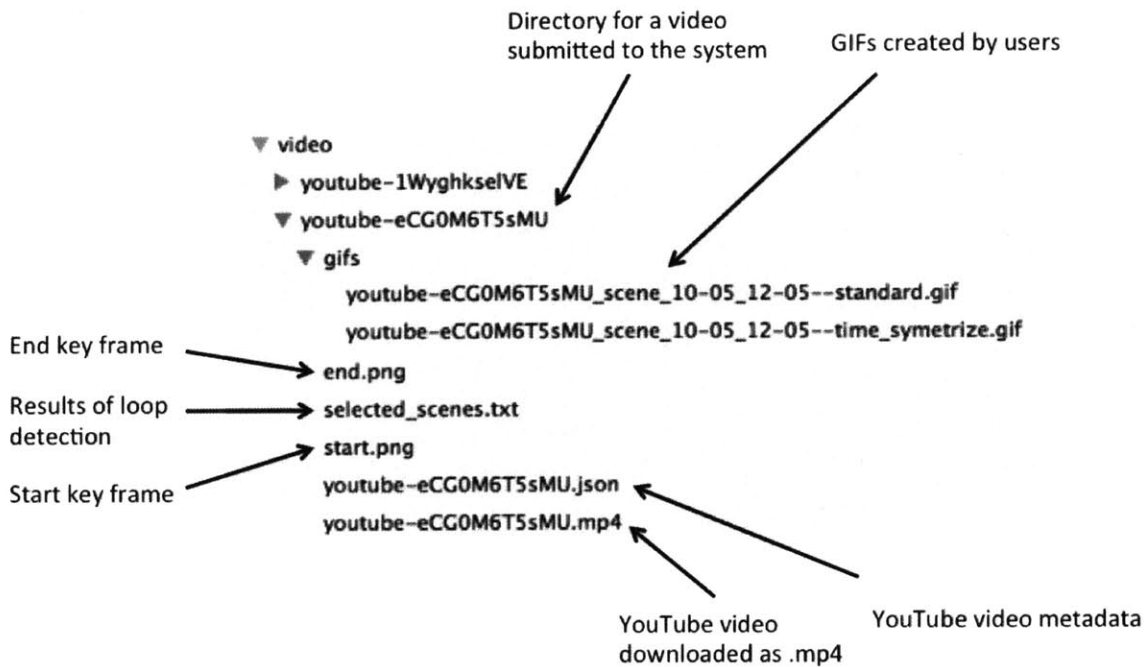 Directory for a video
submitted to the system
GIFs created by users
video
youtube-1WyghkselVE
youtube-eCG0M6T5sMU
gifs
youtube-eCG0M6T5sMU_scene_10-05_12-05--standard.gif
youtube-eCG0M6T5sMU_scene_10-05_12-05--time_symetrize.gif
End key frame
end.png
Results of loop
detection
selected_scenes.txt
start.png
Start key frame
youtube-eCG0M6T5sMU.json
youtube-eCG0M6T5sMU.mp4
YouTube video
downloaded as .mp4
YouTube video metadata